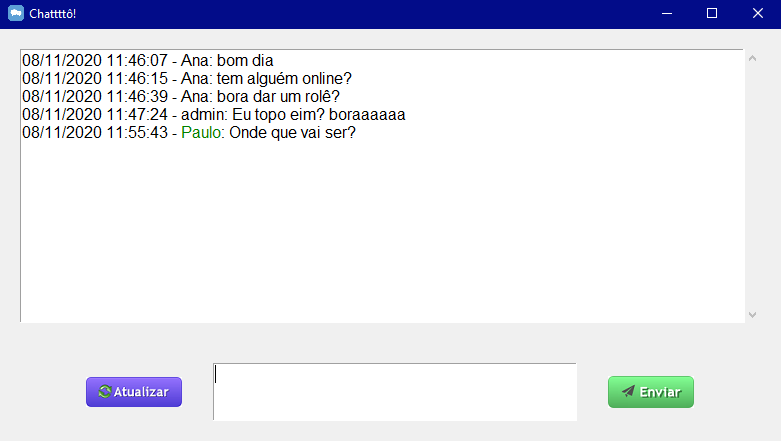 Chattttô!
08/11/2020 11:46:07 - Ana: bom dia
08/11/2020 11:46:15 - Ana: tem alguém online?
08/11/2020 11:46:39 - Ana: bora dar um rolê?
08/11/2020 11:47:24 - admin: Eu topo eim? boraaaaaa
08/11/2020 11:55:43 - Paulo: Onde que vai ser?
Atualizar
Enviar